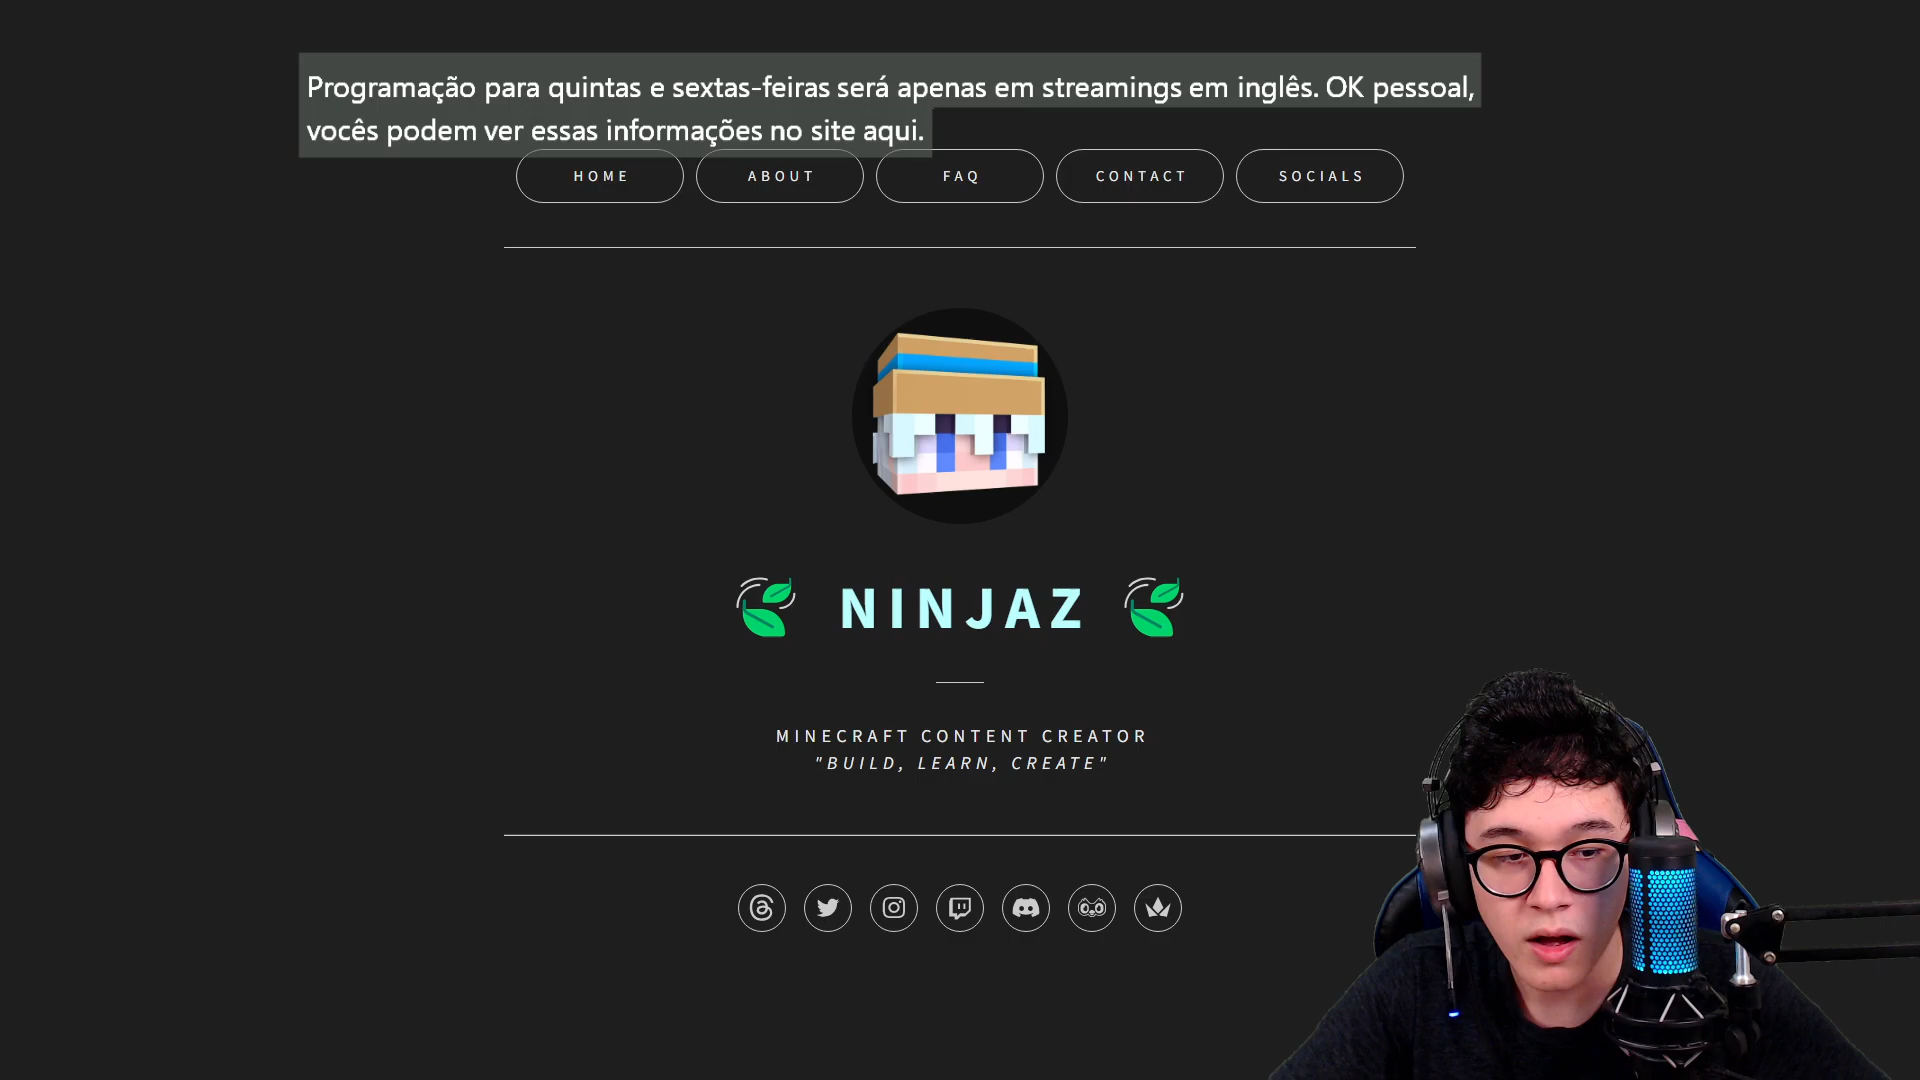 Programação para quintas e sextas-feiras será apenas em streamings em inglês. OK pessoal,
vocês podem ver essas informações no site aqui.
HOME ABOUT FAQ CONTACT SOCIALS
NINJAZ
MINECRAFT CONTENT CREATOR
"BUILD, LEARN, CREATE"